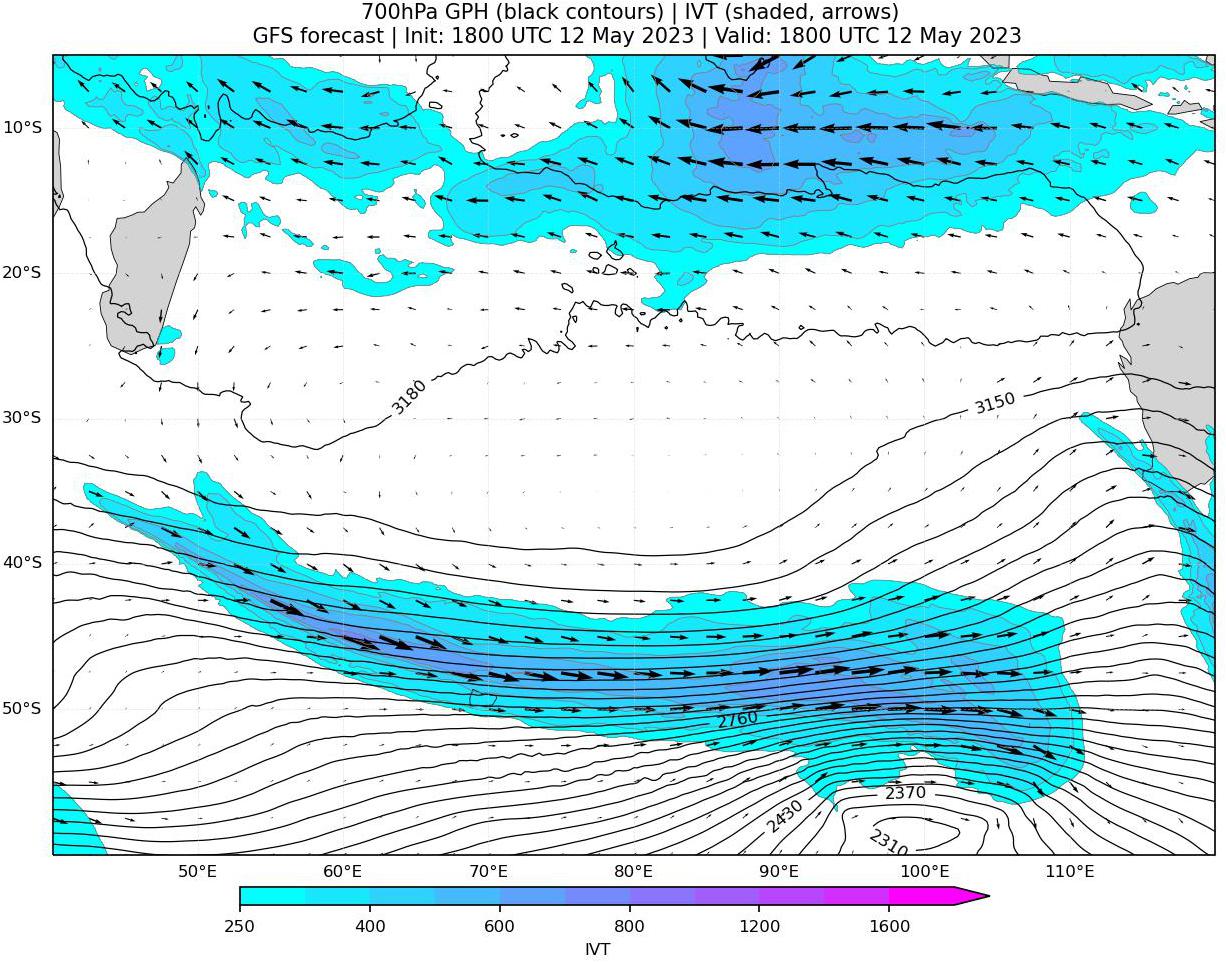 700hPa GPH (black contours) | IVT (shaded, arrows)
GFS forecast | Init: 1800 UTC 12 May 2023 | Valid: 1800 UTC 12 May 2023
10°S
20°S
3180
3150
30°S
40°S
50°S
2760
2370
2430
2310
50°E 60°E 70°E 80°E 90°E 100°E 110°E
250 400 600 800 1200 1600
IVT